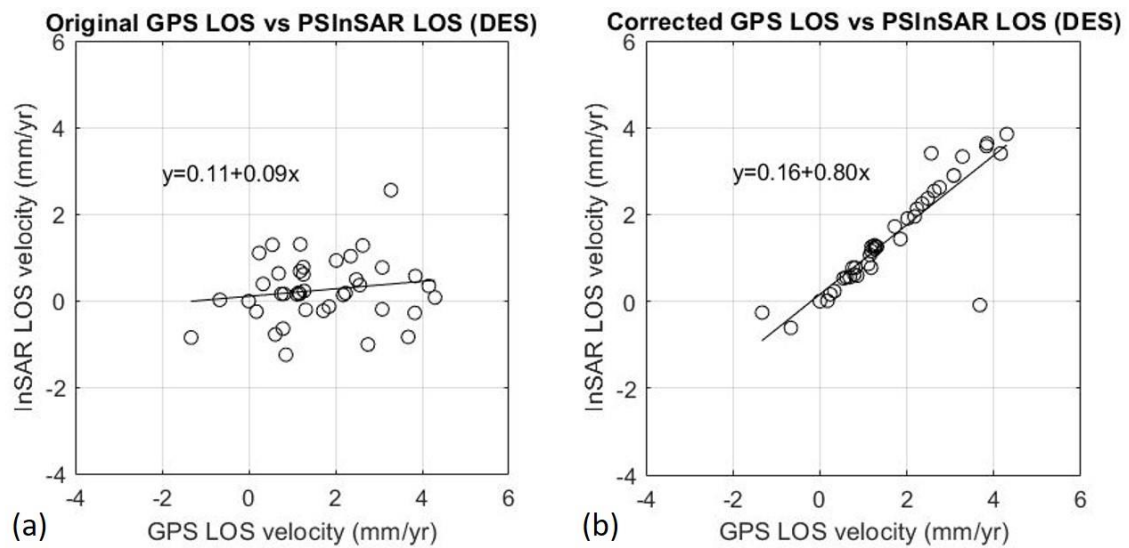 Original GPS LOS vs PSInSAR LOS (DES)
6
4
2
0
-2
-4
-4
-2
0
2
4
6
InSAR LOS velocity (mm/yr)
y=0.11+0.09x
GPS LOS velocity (mm/yr)
(a)
Corrected GPS LOS vs PSInSAR LOS (DES)
6
4
2
0
-2
-4
-4
-2
0
2
4
6
InSAR LOS velocity (mm/yr)
y=0.16+0.80x
GPS LOS velocity (mm/yr)
(b)